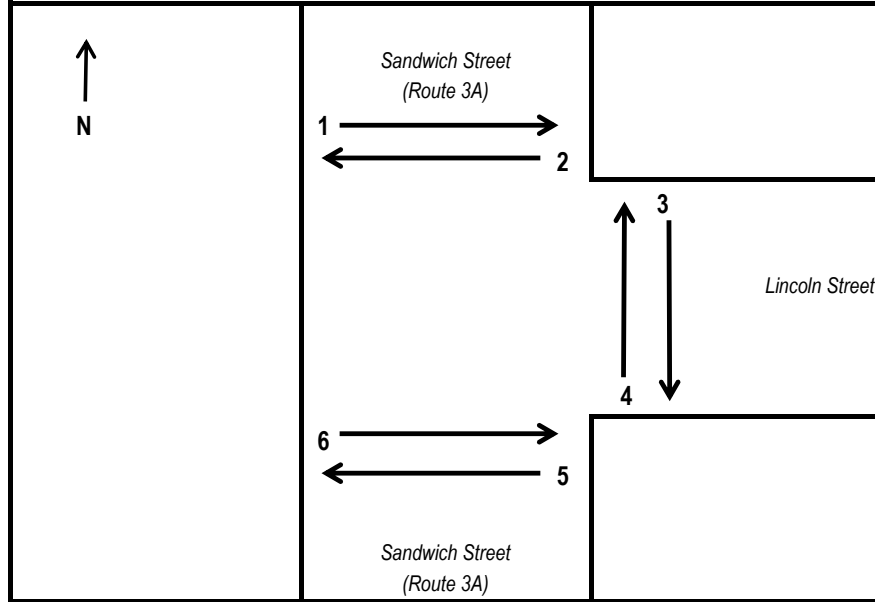 Sandwich Street
(Route 3A)
N
1
2
3
Lincoln Street
4
6
5
Sandwich Street
(Route 3A)